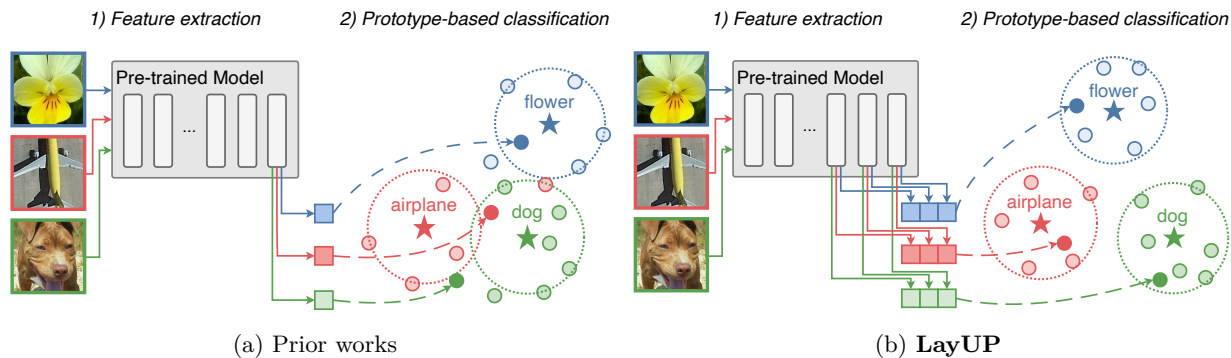 1) Feature extraction
2) Prototype-based classification
Pre-trained Model
...
flower
airplane
dog
(a) Prior works
1) Feature extraction
2) Prototype-based classification
Pre-trained Model
...
flower
airplane
dog
(b) LayUP